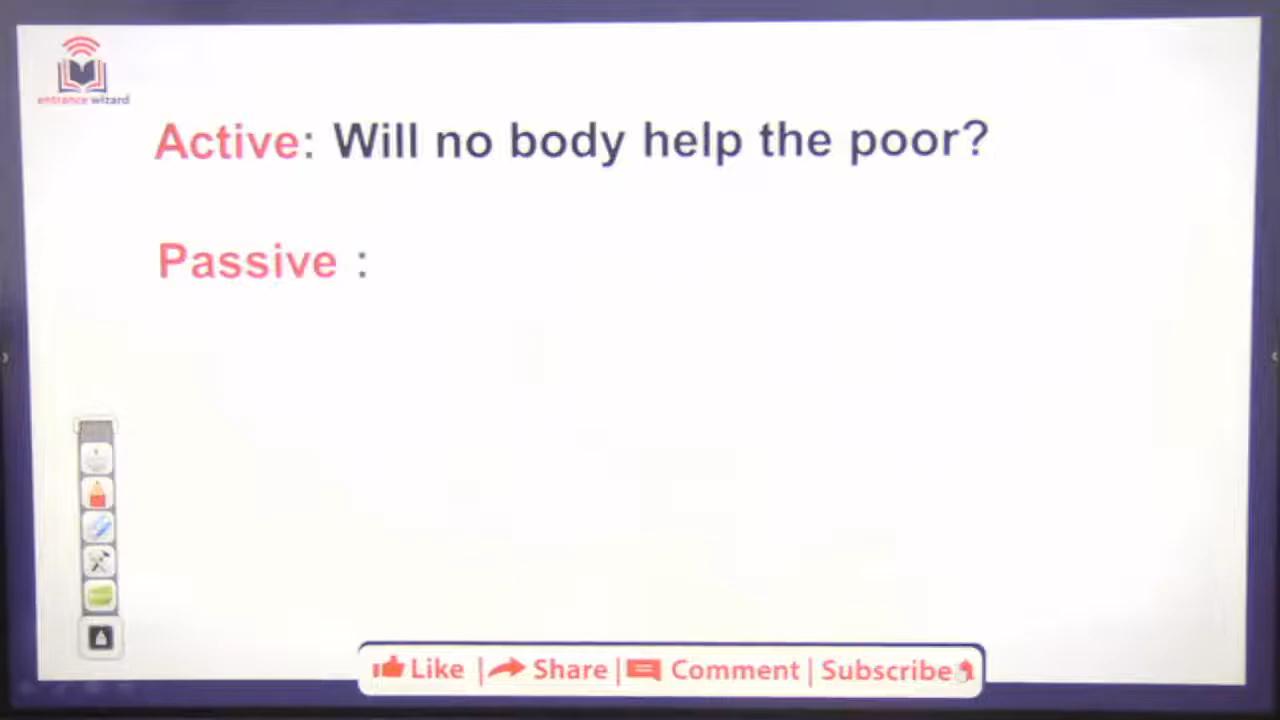 entrance wizard
Active: Will no body help the poor?
Passive :
Like | Share | Comment | Subscribe